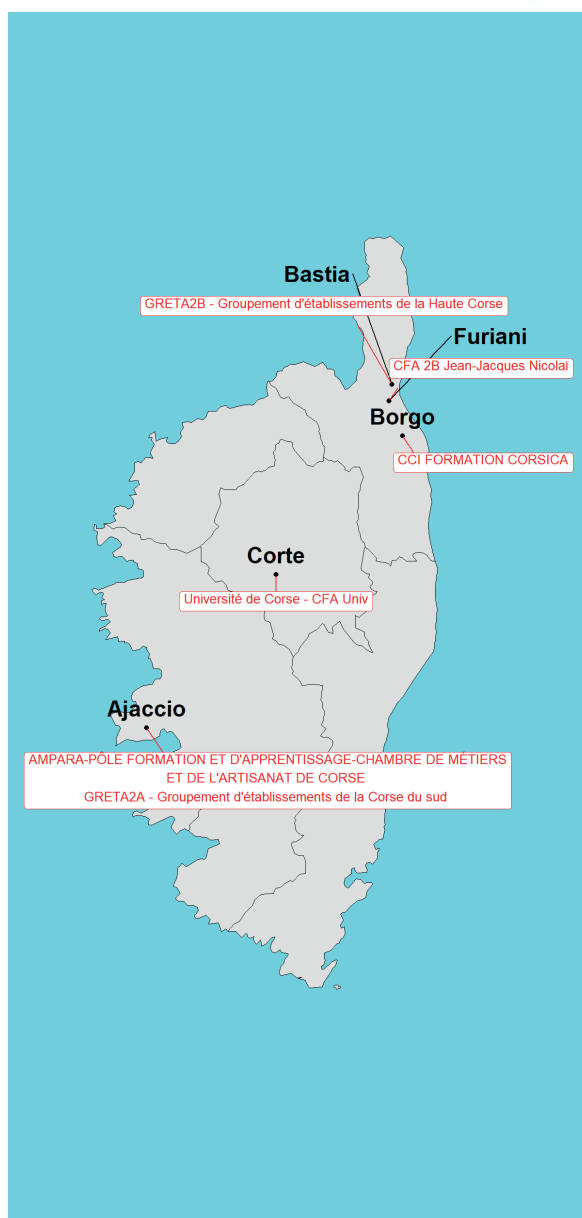 Bastia
GRETA2B - Groupement d'établissements de la Haute Corse
Furiani
CFA 2B Jean-Jacques Nicolaï
Borgo
CCI FORMATION CORSICA
Corte
Université de Corse - CFA Univ
Ajaccio
AMPARA-PÔLE FORMATION ET D'APPRENTISSAGE-CHAMBRE DE MÉTIERS
ET DE L'ARTISANAT DE CORSE
GRETA2A - Groupement d'établissements de la Corse du sud